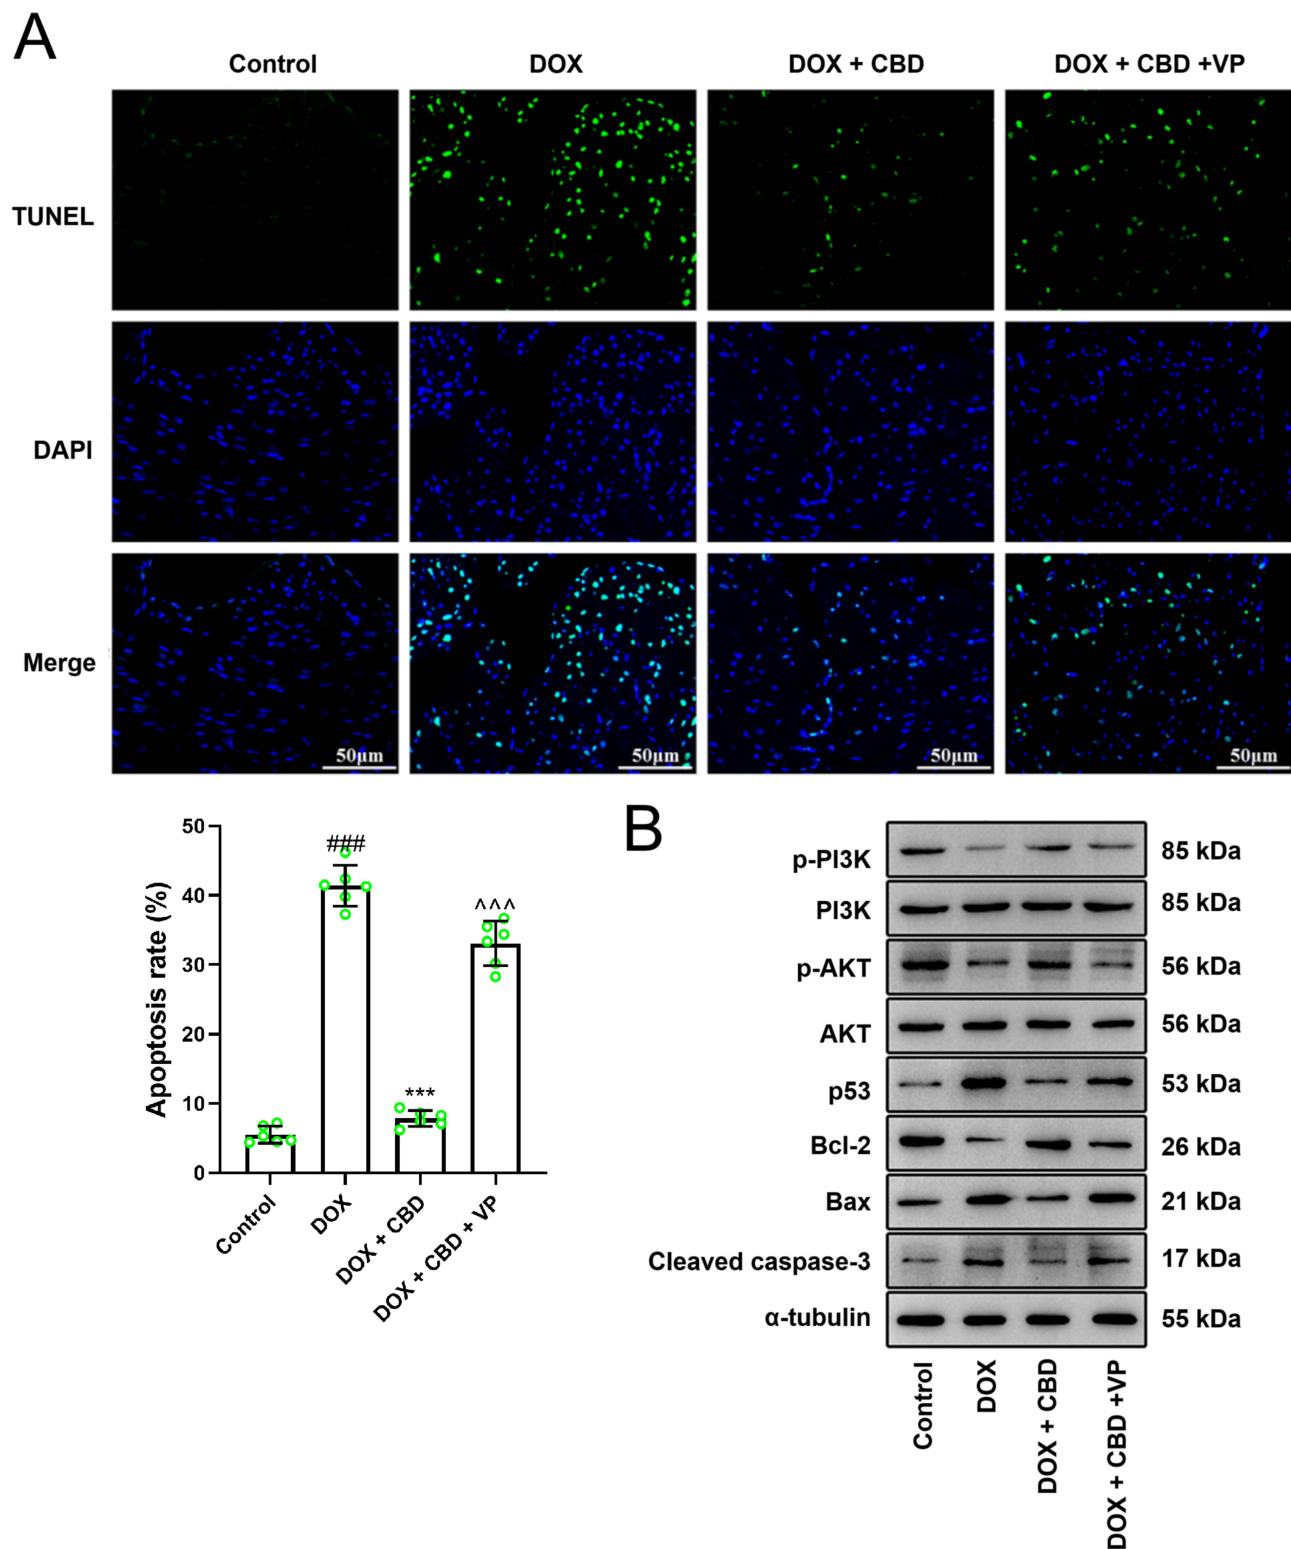 A
Control DOX DOX + CBD DOX + CBD +VP
TUNEL
DAPI
Merge
50μm 50μm 50μm 50μm
Apoptosis rate (%)
50
40
30
20
10
0
###
***
^^^
Control
DOX
DOX + CBD
DOX + CBD + VP
B
p-PI3K 85 kDa
PI3K 85 kDa
p-AKT 56 kDa
AKT 56 kDa
p53 53 kDa
Bcl-2 26 kDa
Bax 21 kDa
Cleaved caspase-3 17 kDa
α-tubulin 55 kDa
Control
DOX
DOX + CBD
DOX + CBD +VP